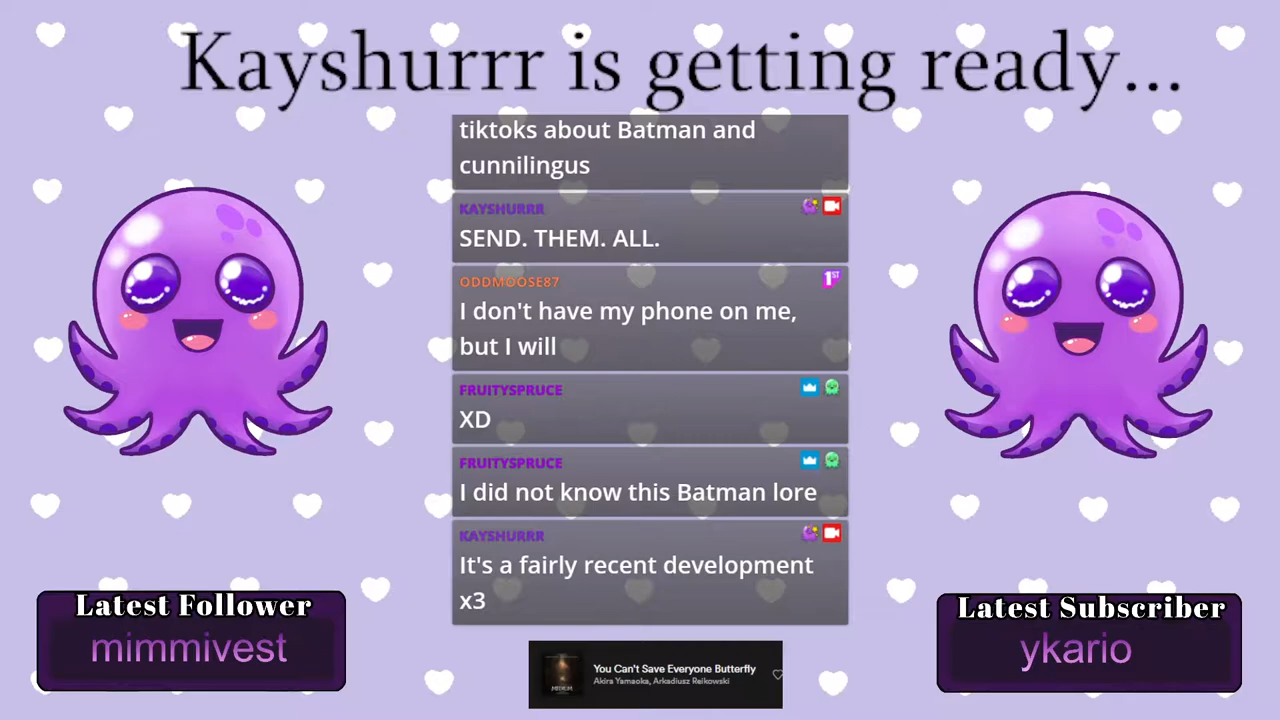 Kayshurrr is getting ready...
tiktoks about Batman and
cunnilingus
KAYSHURRR
SEND. THEM. ALL.
ODDMOOSE87
1ST
I don't have my phone on me,
but I will
FRUITYSPRUCE
XD
FRUITYSPRUCE
I did not know this Batman lore
KAYSHURRR
It's a fairly recent development
x3
Latest Follower
mimmivest
Latest Subscriber
ykario
You Can't Save Everyone Butterfly
Akira Yamaoka, Arkadiusz Reikowski